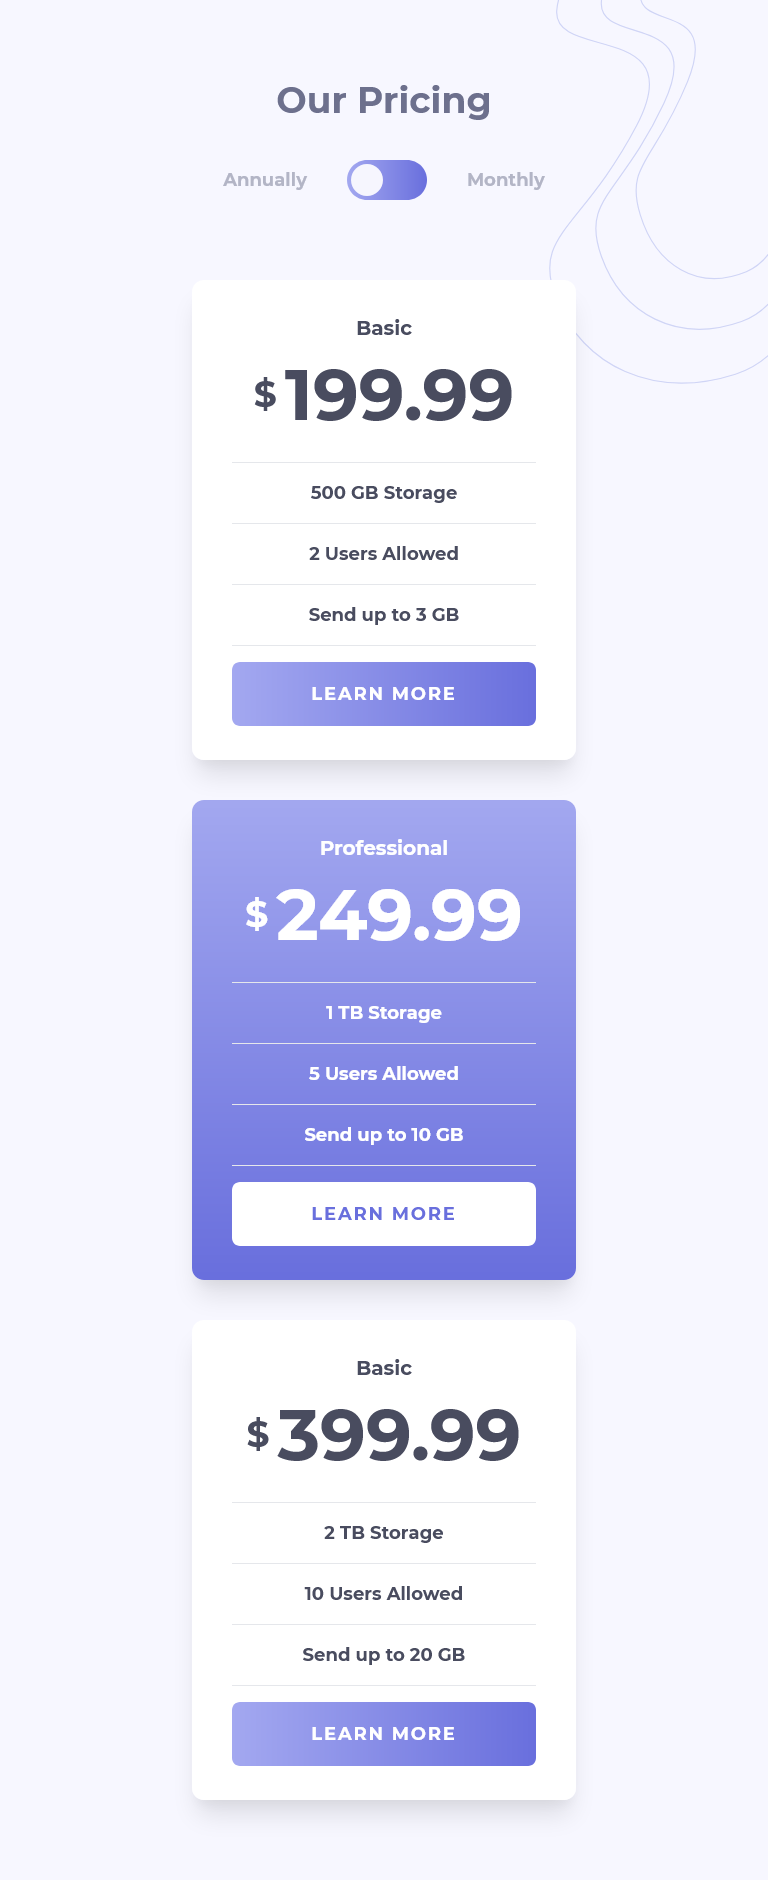 Our Pricing
Annually Monthly
Basic
$ 199.99
500 GB Storage
2 Users Allowed
Send up to 3 GB
LEARN MORE
Professional
$ 249.99
1 TB Storage
5 Users Allowed
Send up to 10 GB
LEARN MORE
Basic
$ 399.99
2 TB Storage
10 Users Allowed
Send up to 20 GB
LEARN MORE